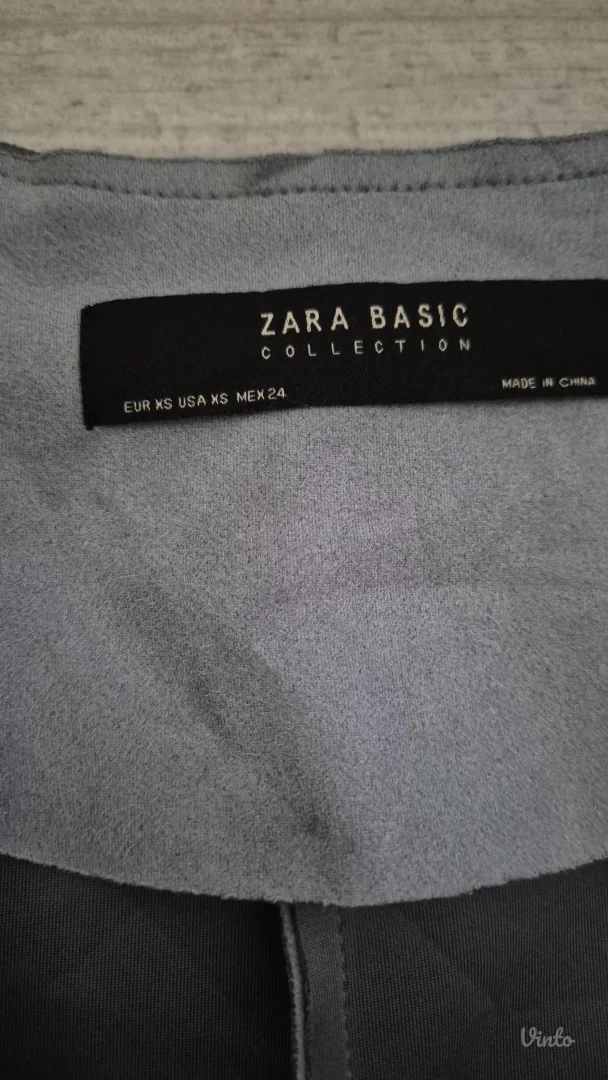 ZARA BASIC
COLLECTION
EUR XS USA XS MEX 24
MADE IN CHINA
Vinto